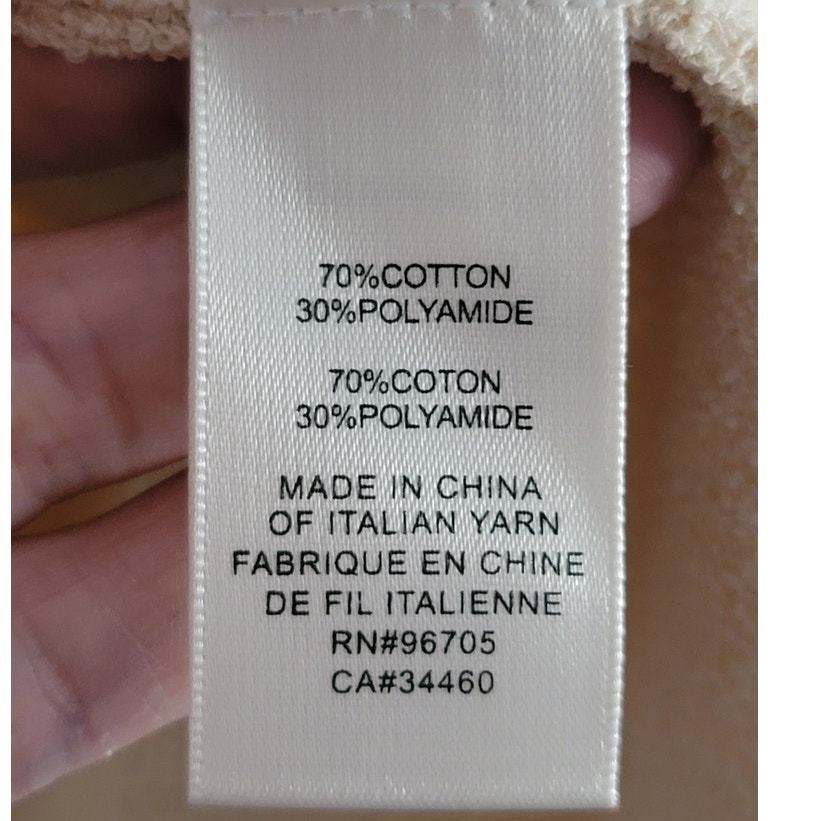 70%COTTON
30%POLYAMIDE
70%COTON
30%POLYAMIDE
MADE IN CHINA
OF ITALIAN YARN
FABRIQUE EN CHINE
DE FIL ITALIENNE
RN#96705
CA#34460